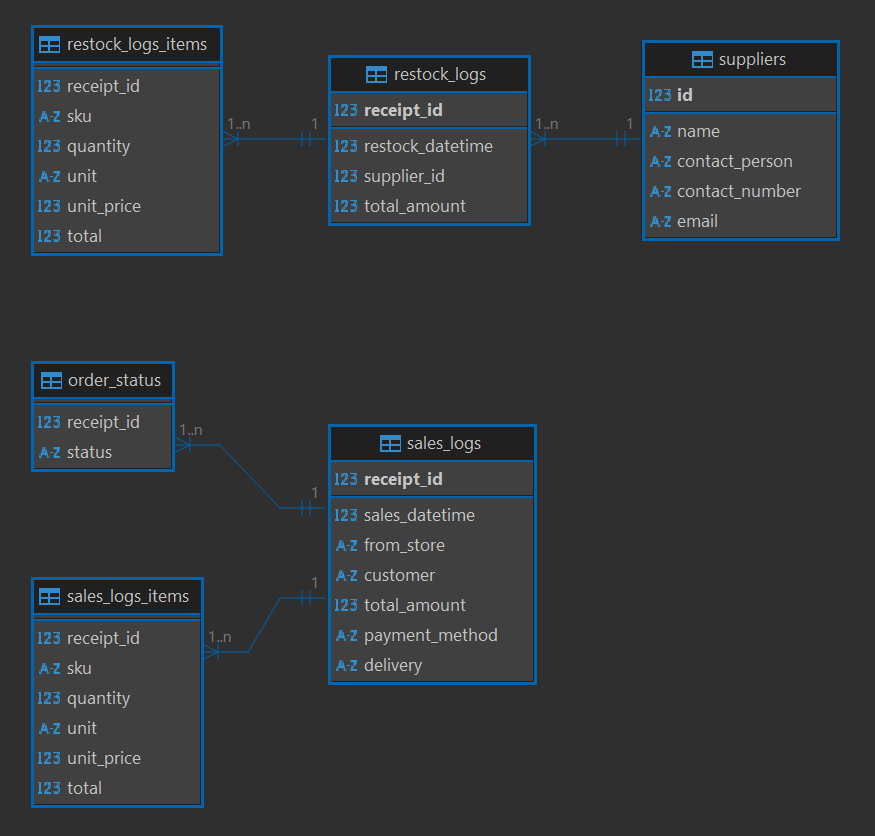 restock_logs_items
123 receipt_id
A-Z sku
123 quantity
A-Z unit
123 unit_price
123 total
1..n
1
restock_logs
123 receipt_id
123 restock_datetime
123 supplier_id
123 total_amount
1..n
1
suppliers
123 id
A-Z name
A-Z contact_person
A-Z contact_number
A-Z email
order_status
123 receipt_id
A-Z status
1..n
1
sales_logs
123 receipt_id
123 sales_datetime
A-Z from_store
A-Z customer
123 total_amount
A-Z payment_method
A-Z delivery
1
1..n
sales_logs_items
123 receipt_id
A-Z sku
123 quantity
A-Z unit
123 unit_price
123 total